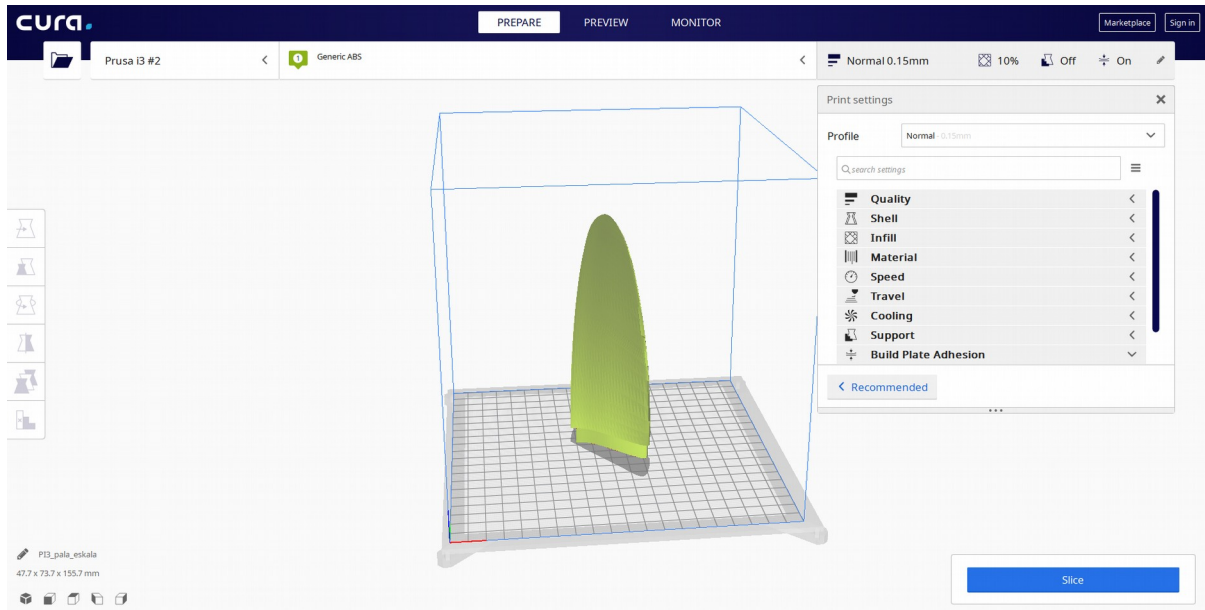 cura.
PREPARE PREVIEW MONITOR
Marketplace Sign in
Prusa i3 #2
1 Generic ABS
Normal 0.15mm 10% Off On
Print settings
Profile Normal - 0.15mm
search settings
Quality
Shell
Infill
Material
Speed
Travel
Cooling
Support
Build Plate Adhesion
Recommended
PI3_pala_eskala
47.7 x 73.7 x 155.7 mm
Slice